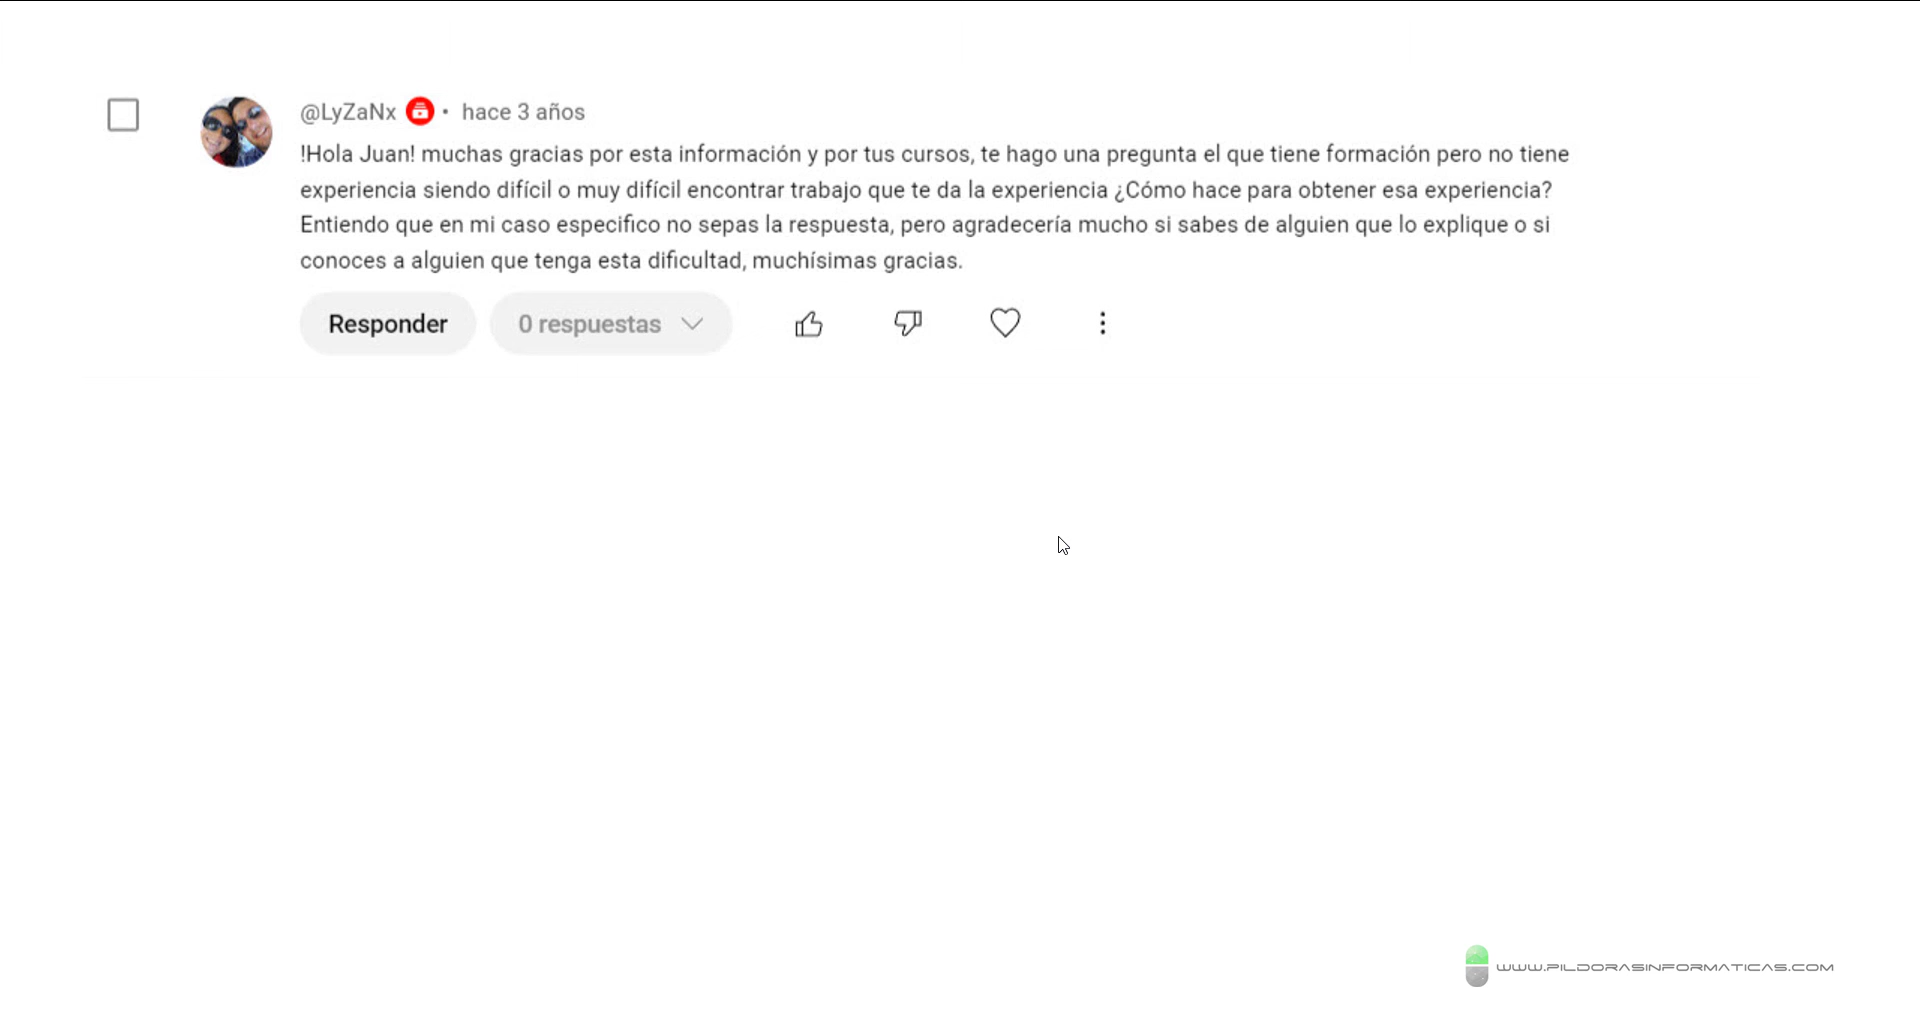 @LyZaNx • hace 3 años
!Hola Juan! muchas gracias por esta información y por tus cursos, te hago una pregunta el que tiene formación pero no tiene
experiencia siendo difícil o muy difícil encontrar trabajo que te da la experiencia ¿Cómo hace para obtener esa experiencia?
Entiendo que en mi caso especifico no sepas la respuesta, pero agradecería mucho si sabes de alguien que lo explique o si
conoces a alguien que tenga esta dificultad, muchísimas gracias.
Responder 0 respuestas
WWW.PILDORASINFORMATICAS.COM